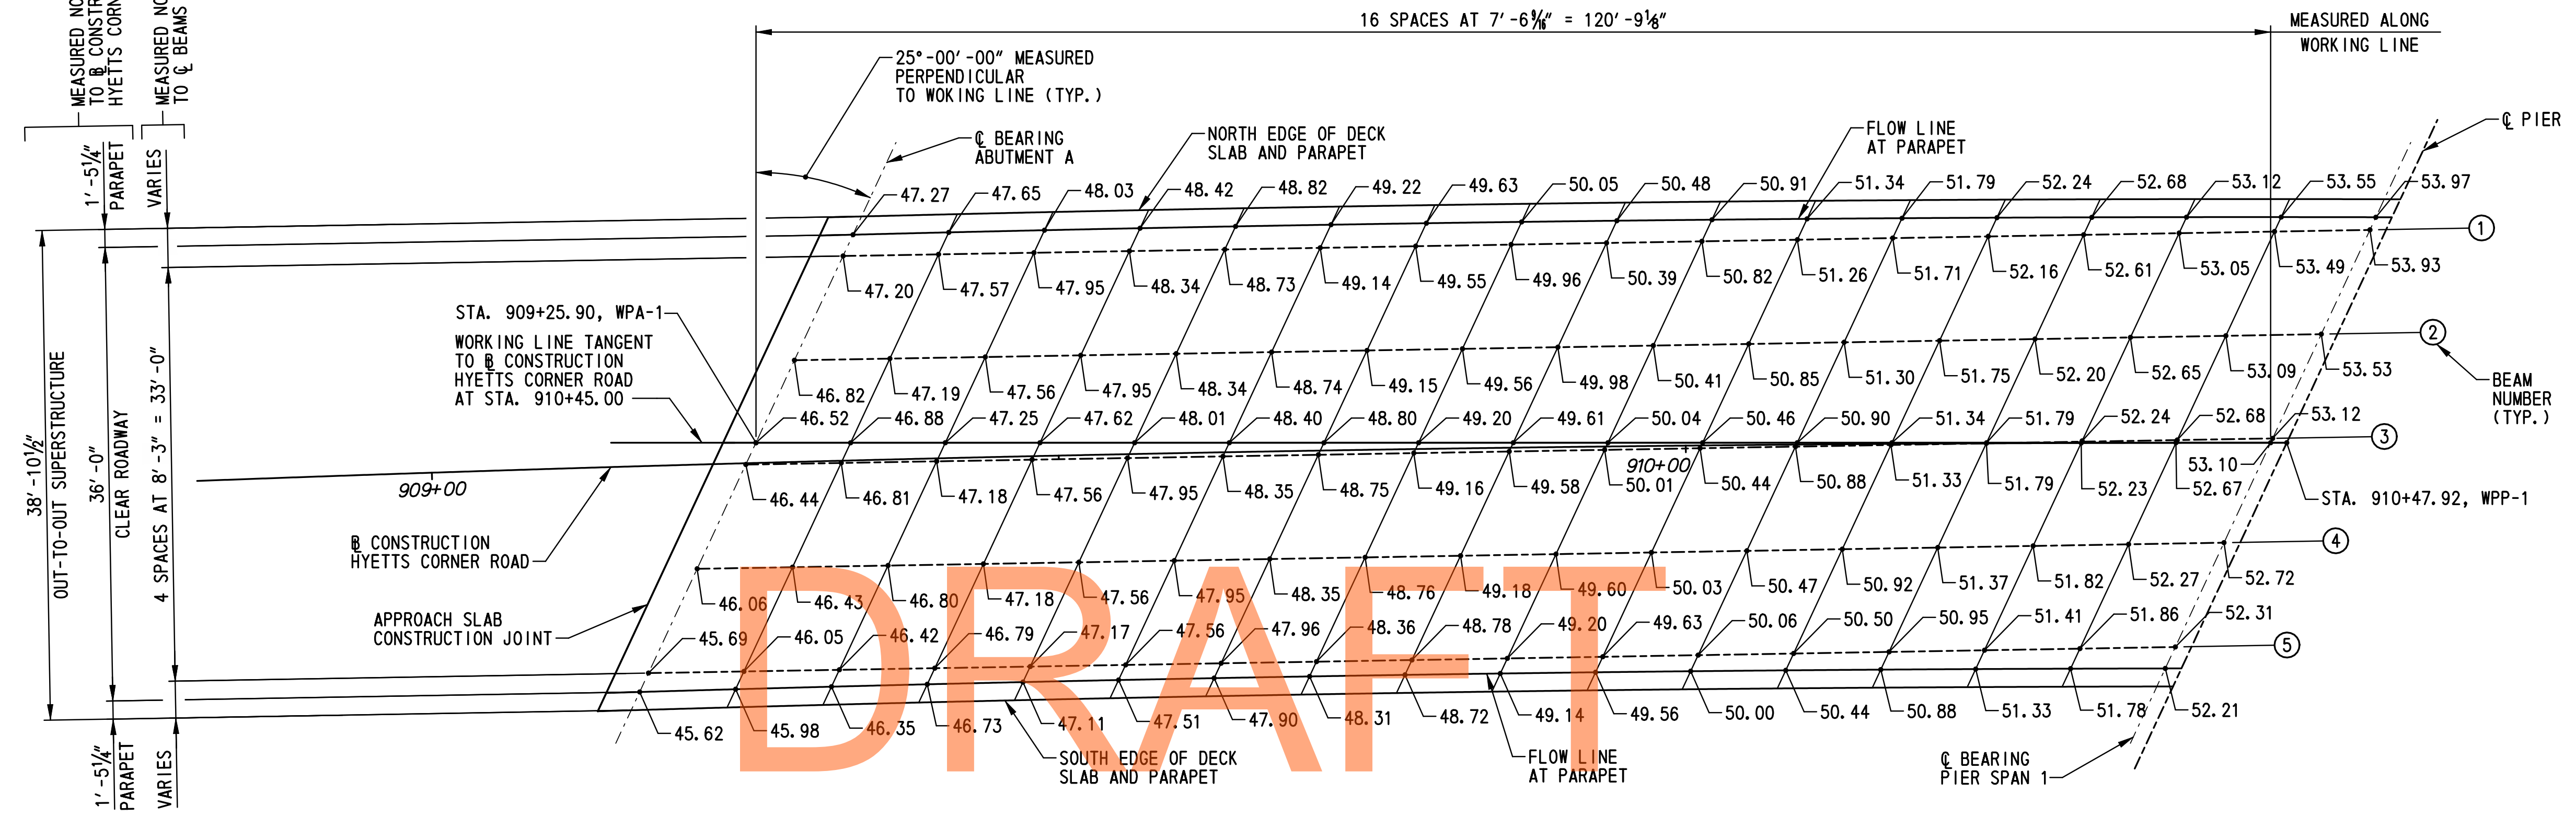 MEASURED NO
TO ℄ CONSTR
HYETTS CORN
MEASURED NO
TO ℄ BEAMS
16 SPACES AT 7'-6 9/16" = 120'-9 1/8"
MEASURED ALONG
WORKING LINE
25°-00'-00" MEASURED
PERPENDICULAR
TO WOKING LINE (TYP.)
℄ BEARING
ABUTMENT A
NORTH EDGE OF DECK
SLAB AND PARAPET
FLOW LINE
AT PARAPET
℄ PIER
1'-5 1/4"
PARAPET
VARIES
47.27 47.65 48.03 48.42 48.82 49.22 49.63 50.05 50.48 50.91 51.34 51.79 52.24 52.68 53.12 53.55 53.97
1
47.20 47.57 47.95 48.34 48.73 49.14 49.55 49.96 50.39 50.82 51.26 51.71 52.16 52.61 53.05 53.49 53.93
STA. 909+25.90, WPA-1
WORKING LINE TANGENT
TO BL CONSTRUCTION
HYETTS CORNER ROAD
AT STA. 910+45.00
2
46.82 47.19 47.56 47.95 48.34 48.74 49.15 49.56 49.98 50.41 50.85 51.30 51.75 52.20 52.65 53.09 53.53
BEAM
NUMBER
(TYP.)
46.52 46.88 47.25 47.62 48.01 48.40 48.80 49.20 49.61 50.04 50.46 50.90 51.34 51.79 52.24 52.68 53.12
3
38'-10 1/2"
OUT-TO-OUT SUPERSTRUCTURE
36'-0"
CLEAR ROADWAY
4 SPACES AT 8'-3" = 33'-0"
909+00
910+00
46.44 46.81 47.18 47.56 47.95 48.35 48.75 49.16 49.58 50.01 50.44 50.88 51.33 51.79 52.23 52.67 53.10
STA. 910+47.92, WPP-1
BL CONSTRUCTION
HYETTS CORNER ROAD
4
46.06 46.43 46.80 47.18 47.56 47.95 48.35 48.76 49.18 49.60 50.03 50.47 50.92 51.37 51.82 52.27 52.72
APPROACH SLAB
CONSTRUCTION JOINT
45.69 46.05 46.42 46.79 47.17 47.56 47.96 48.36 48.78 49.20 49.63 50.06 50.50 50.95 51.41 51.86 52.31
5
45.62 45.98 46.35 46.73 47.11 47.51 47.90 48.31 48.72 49.14 49.56 50.00 50.44 50.88 51.33 51.78 52.21
1'-5 1/4"
PARAPET
VARIES
SOUTH EDGE OF DECK
SLAB AND PARAPET
FLOW LINE
AT PARAPET
℄ BEARING
PIER SPAN 1
DRAFT